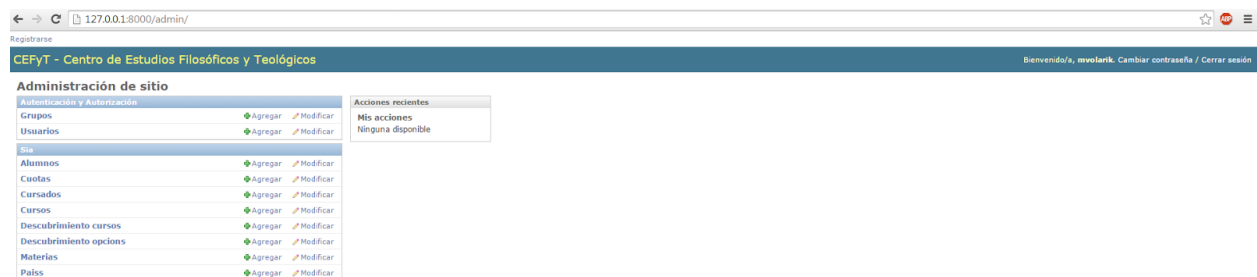 127.0.0.1:8000/admin/
ABP
Registrarse
CEFyT - Centro de Estudios Filosóficos y Teológicos
Bienvenido/a, mvolarik. Cambiar contraseña / Cerrar sesión
Administración de sitio
Autenticación y Autorización
Grupos Agregar Modificar
Usuarios Agregar Modificar
Sia
Alumnos Agregar Modificar
Cuotas Agregar Modificar
Cursados Agregar Modificar
Cursos Agregar Modificar
Descubrimiento cursos Agregar Modificar
Descubrimiento opcions Agregar Modificar
Materias Agregar Modificar
Paiss Agregar Modificar
Acciones recientes
Mis acciones
Ninguna disponible